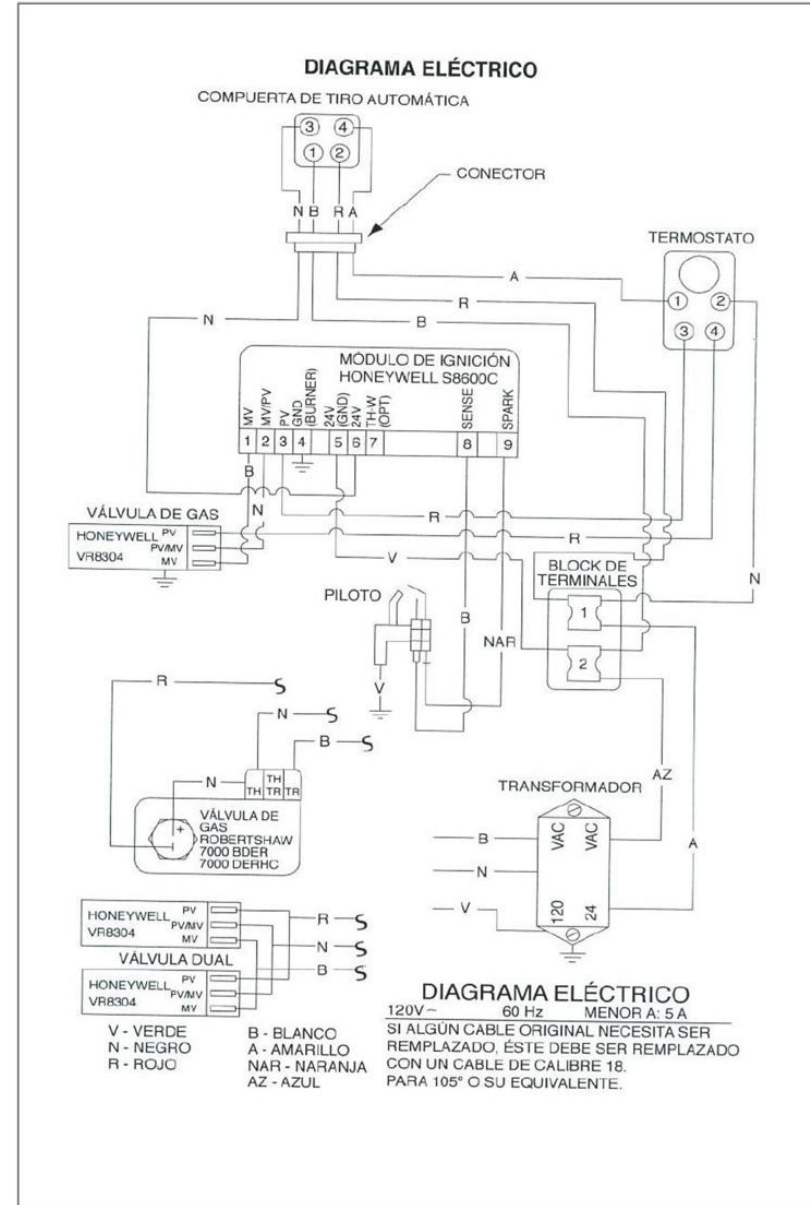 DIAGRAMA ELÉCTRICO
COMPUERTA DE TIRO AUTOMÁTICA
3 4
1 2
CONECTOR
N B R A
TERMOSTATO
A
1 2
R
N
B
3 4
MÓDULO DE IGNICIÓN
HONEYWELL S8600C
MV
MV/PV
PV
GND
(BURNER)
24V
(GND)
24V
TH-W
(OPT)
SENSE
SPARK
1 2 3 4 5 6 7 8 9
B
N
VÁLVULA DE GAS
HONEYWELL
VR8304
PV
PV/MV
MV
R
R
V
BLOCK DE
TERMINALES
1
2
N
PILOTO
B
NAR
V
R
N
B
N
TH
TH
TR
TR
VÁLVULA DE
GAS
ROBERTSHAW
7000 BDER
7000 DERHC
+
TRANSFORMADOR
AZ
A
B
N
V
VAC
VAC
120
24
HONEYWELL
VR8304
PV
PV/MV
MV
R
N
B
VÁLVULA DUAL
HONEYWELL
VR8304
PV
PV/MV
MV
V - VERDE
N - NEGRO
R - ROJO
B - BLANCO
A - AMARILLO
NAR - NARANJA
AZ - AZUL
DIAGRAMA ELÉCTRICO
120V ~ 60 Hz MENOR A: 5 A
SI ALGÚN CABLE ORIGINAL NECESITA SER
REMPLAZADO, ÉSTE DEBE SER REMPLAZADO
CON UN CABLE DE CALIBRE 18.
PARA 105° O SU EQUIVALENTE.